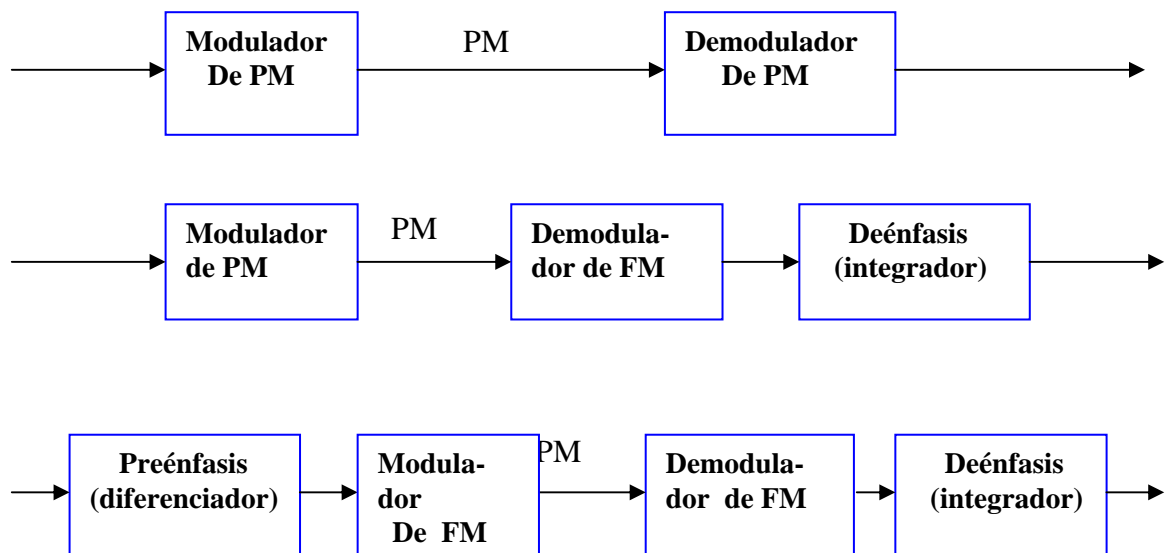 Modulador
De PM
PM
Demodulador
De PM
Modulador
de PM
PM
Demodula-
dor de FM
Deénfasis
(integrador)
Preénfasis
(diferenciador)
Modula-
dor
De FM
PM
Demodula-
dor de FM
Deénfasis
(integrador)